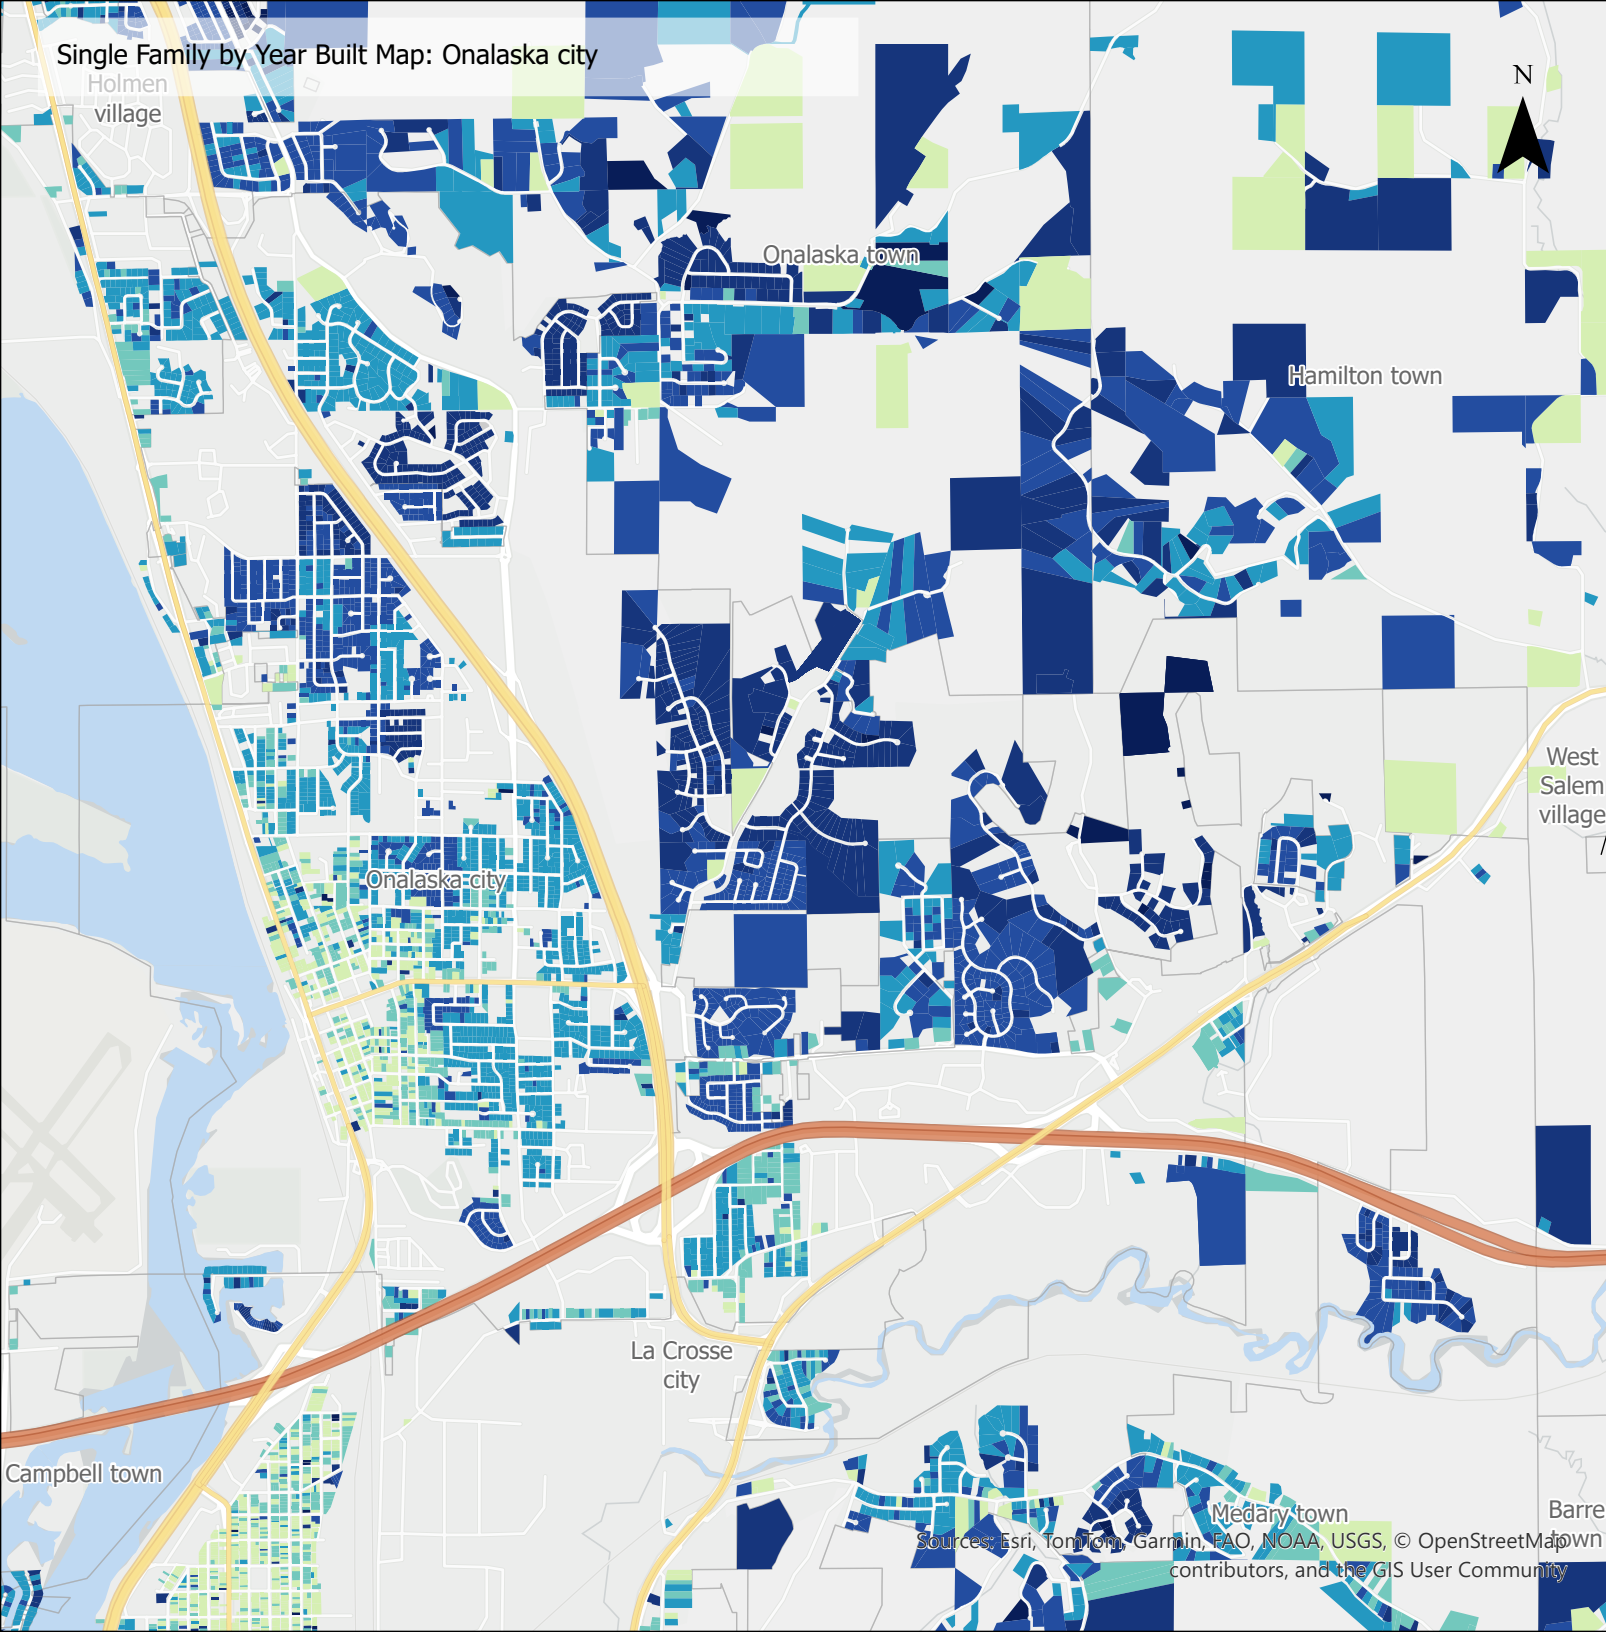 Single Family by Year Built Map: Onalaska city
N
Holmen
village
Onalaska town
Hamilton town
West
Salem
village
Onalaska city
La Crosse
city
Campbell town
Medary town
Barre
town
Sources: Esri, TomTom, Garmin, FAO, NOAA, USGS, © OpenStreetMap
contributors, and the GIS User Community